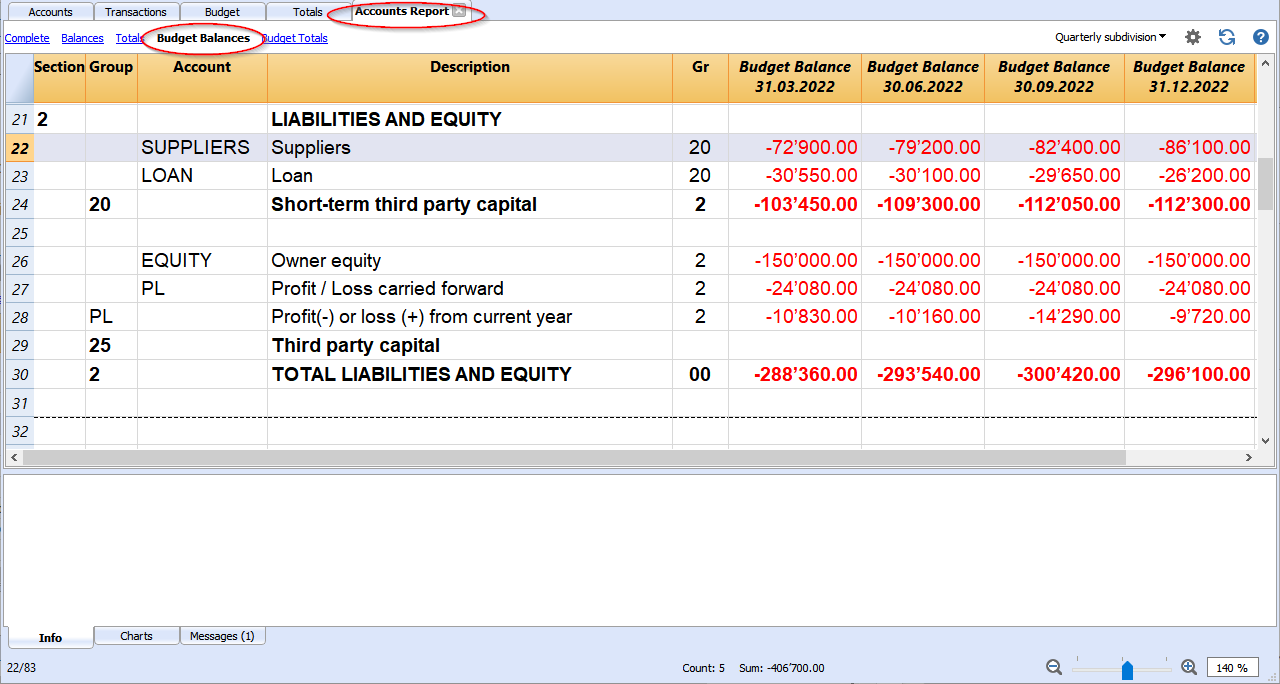 Accounts Transactions Budget Totals Accounts Report
Complete Balances Totals Budget Balances Budget Totals Quarterly subdivision
Section Group Account Description Gr Budget Balance 31.03.2022 Budget Balance 30.06.2022 Budget Balance 30.09.2022 Budget Balance 31.12.2022
21 2 LIABILITIES AND EQUITY
22 SUPPLIERS Suppliers 20 -72’900.00 -79’200.00 -82’400.00 -86’100.00
23 LOAN Loan 20 -30’550.00 -30’100.00 -29’650.00 -26’200.00
24 20 Short-term third party capital 2 -103’450.00 -109’300.00 -112’050.00 -112’300.00
25
26 EQUITY Owner equity 2 -150’000.00 -150’000.00 -150’000.00 -150’000.00
27 PL Profit / Loss carried forward 2 -24’080.00 -24’080.00 -24’080.00 -24’080.00
28 PL Profit(-) or loss (+) from current year 2 -10’830.00 -10’160.00 -14’290.00 -9’720.00
29 25 Third party capital
30 2 TOTAL LIABILITIES AND EQUITY 00 -288’360.00 -293’540.00 -300’420.00 -296’100.00
31
32
Info Charts Messages (1)
22/83 Count: 5 Sum: -406’700.00 140 %